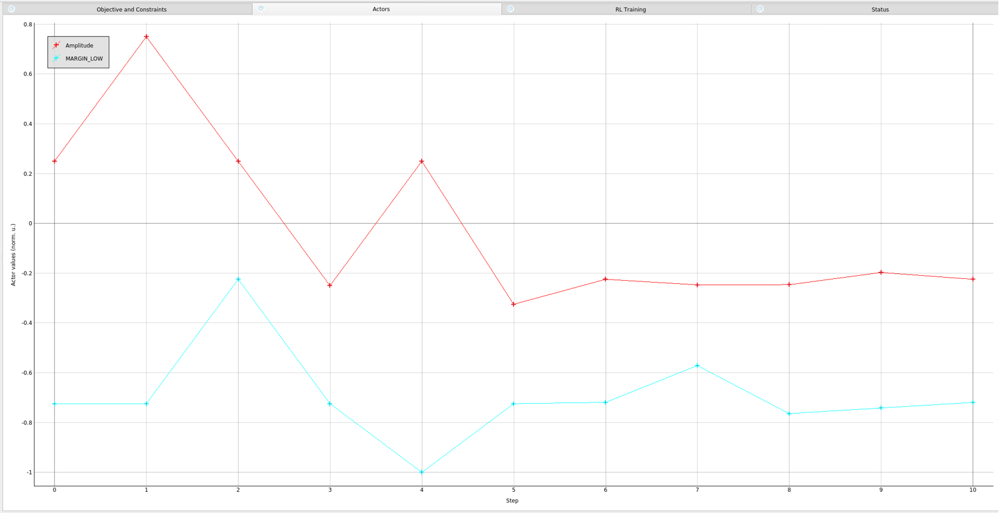 Objective and Constraints
Actors
RL Training
Status
Amplitude
MARGIN_LOW
Actor values (norm. u.)
0.8
0.6
0.4
0.2
0
-0.2
-0.4
-0.6
-0.8
-1
0 1 2 3 4 5 6 7 8 9 10
Step